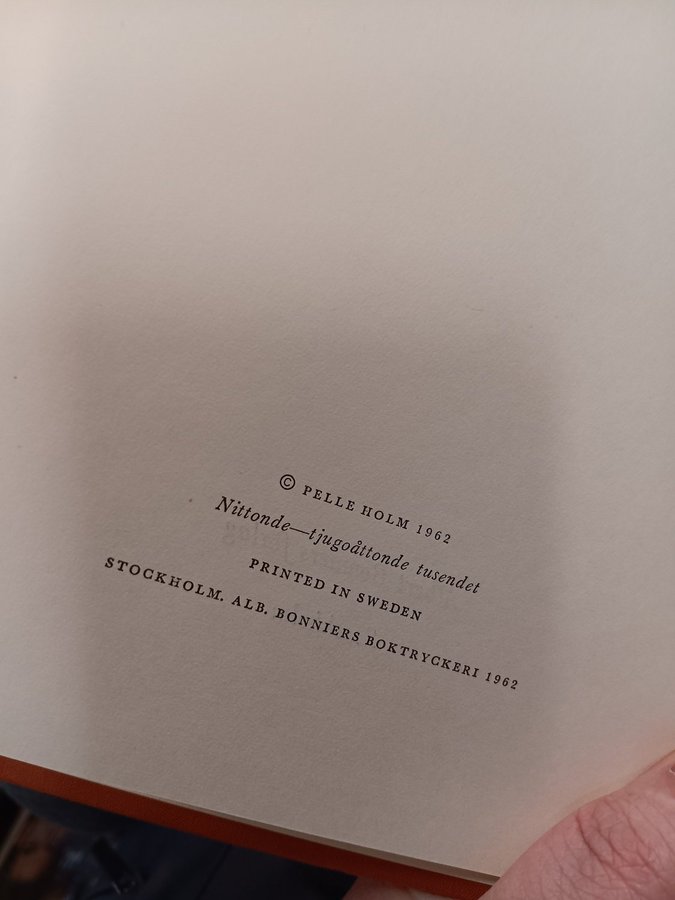 © PELLE HOLM 1962
Nittonde—tjugoåttonde tusendet
PRINTED IN SWEDEN
STOCKHOLM. ALB. BONNIERS BOKTRYCKERI 1962